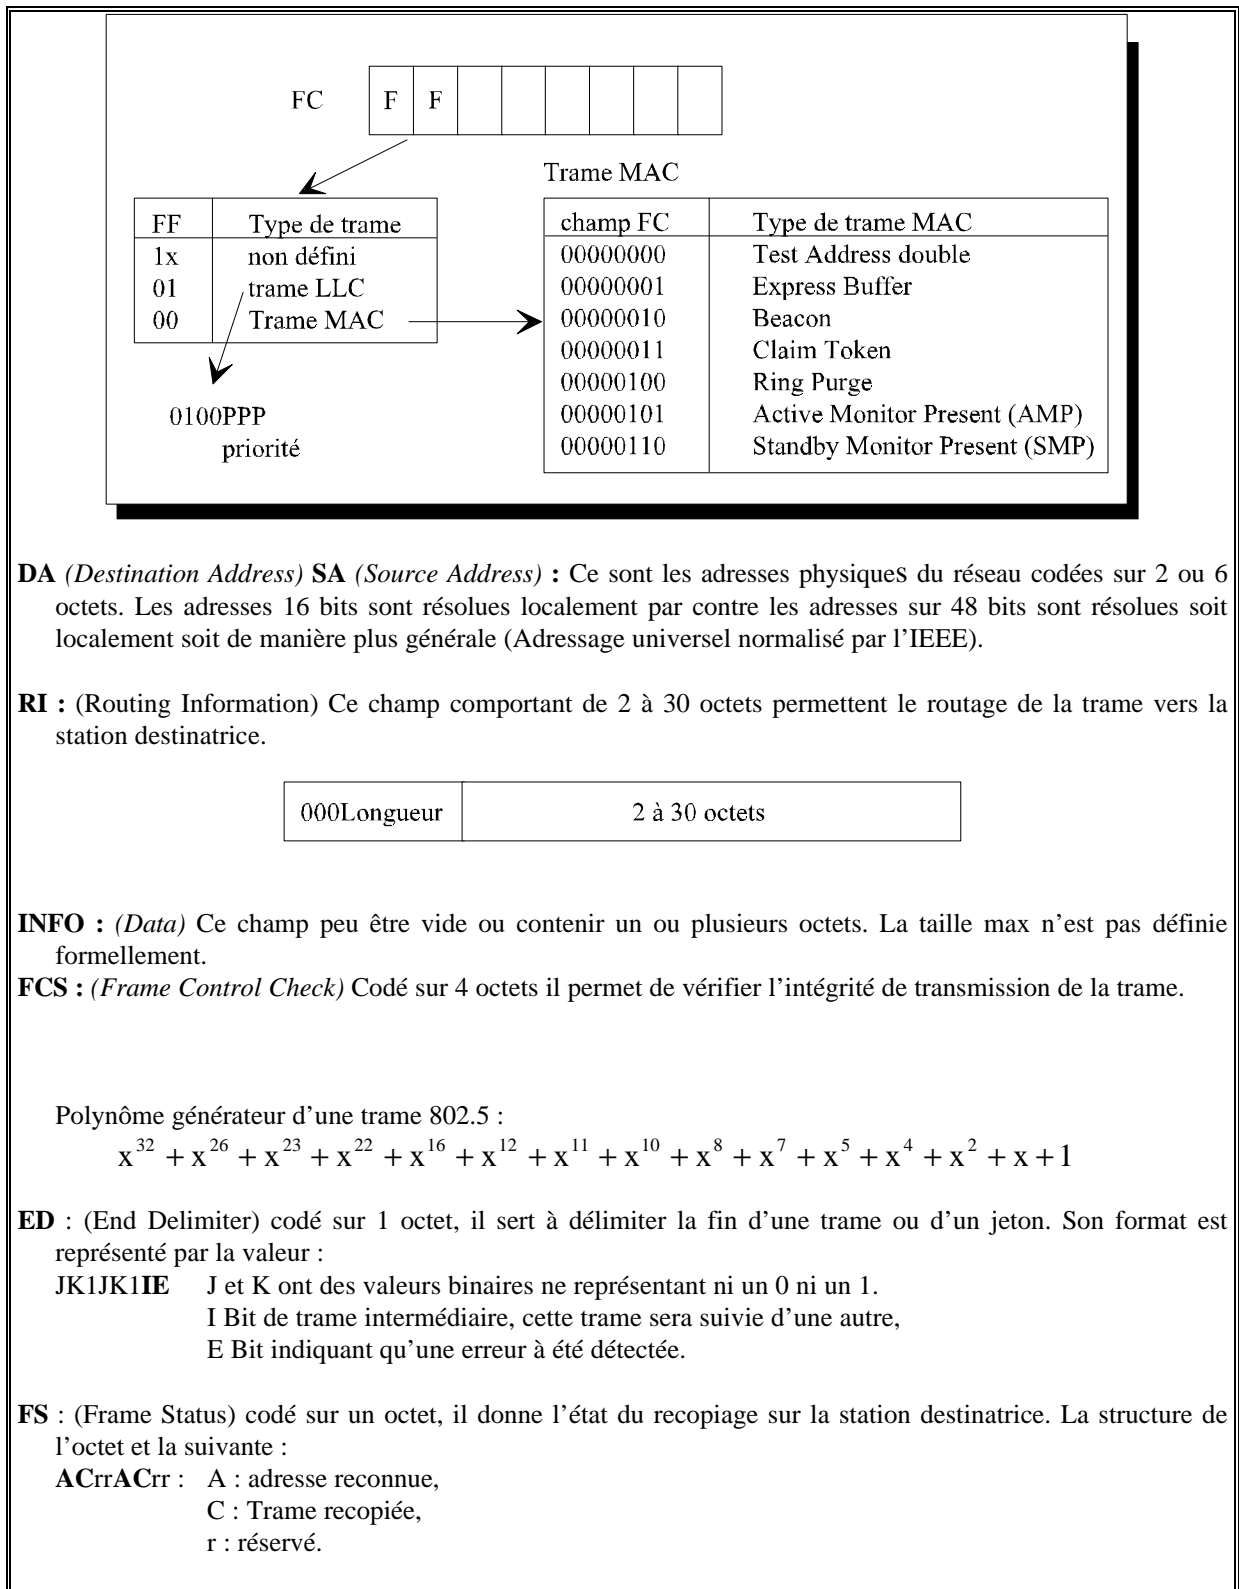 FC F F
Trame MAC
FF Type de trame
1x non défini
01 trame LLC
00 Trame MAC
0100PPP
priorité
champ FC Type de trame MAC
00000000 Test Address double
00000001 Express Buffer
00000010 Beacon
00000011 Claim Token
00000100 Ring Purge
00000101 Active Monitor Present (AMP)
00000110 Standby Monitor Present (SMP)
DA (Destination Address) SA (Source Address) : Ce sont les adresses physiques du réseau codées sur 2 ou 6
octets. Les adresses 16 bits sont résolues localement par contre les adresses sur 48 bits sont résolues soit
localement soit de manière plus générale (Adressage universel normalisé par l'IEEE).
RI : (Routing Information) Ce champ comportant de 2 à 30 octets permettent le routage de la trame vers la
station destinatrice.
000Longueur 2 à 30 octets
INFO : (Data) Ce champ peu être vide ou contenir un ou plusieurs octets. La taille max n'est pas définie
formellement.
FCS : (Frame Control Check) Codé sur 4 octets il permet de vérifier l'intégrité de transmission de la trame.
Polynôme générateur d'une trame 802.5 :
x^32 + x^26 + x^23 + x^22 + x^16 + x^12 + x^11 + x^10 + x^8 + x^7 + x^5 + x^4 + x^2 + x + 1
ED : (End Delimiter) codé sur 1 octet, il sert à délimiter la fin d'une trame ou d'un jeton. Son format est
représenté par la valeur :
JK1JK1IE J et K ont des valeurs binaires ne représentant ni un 0 ni un 1.
I Bit de trame intermédiaire, cette trame sera suivie d'une autre,
E Bit indiquant qu'une erreur à été détectée.
FS : (Frame Status) codé sur un octet, il donne l'état du recopiage sur la station destinatrice. La structure de
l'octet et la suivante :
ACrrACrr : A : adresse reconnue,
C : Trame recopiée,
r : réservé.